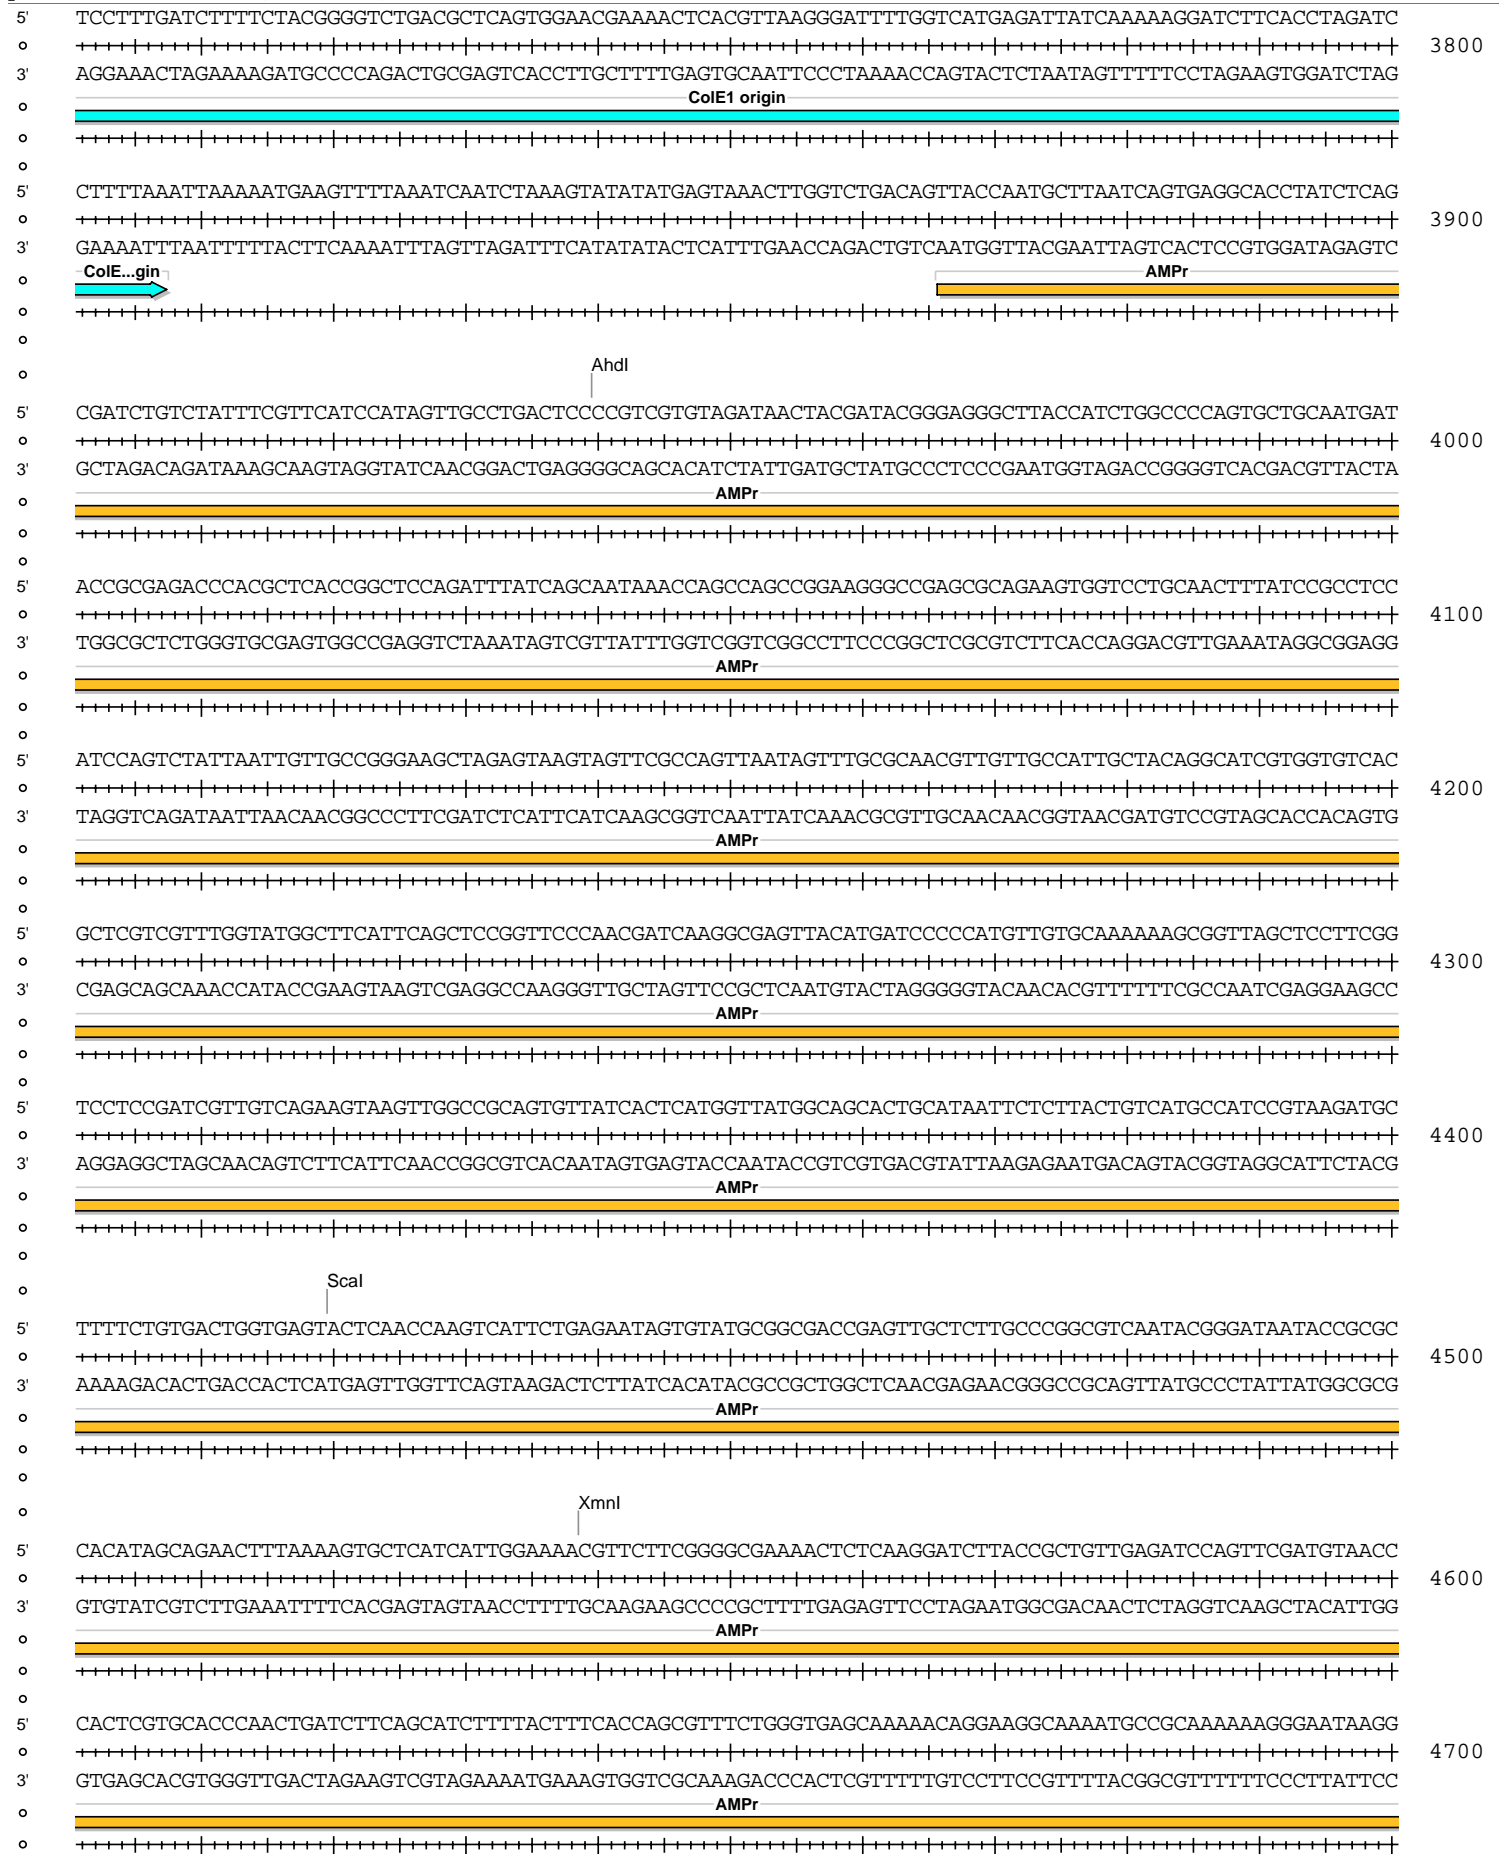 5' TCCTTTGATCTTTTCTACGGGGTCTGACGCTCAGTGGAACGAAAACTCACGTTAAGGGATTTTGGTCATGAGATTATCAAAAAGGATCTTCACCTAGATC
3800
3' AGGAAACTAGAAAAGATGCCCCAGACTGCGAGTCACCTTGCTTTTGAGTGCAATTCCCTAAAACCAGTACTCTAATAGTTTTTCCTAGAAGTGGATCTAG
ColE1 origin
5' CTTTTAAATTAAAAATGAAGTTTTAAATCAATCTAAAGTATATATGAGTAAACTTGGTCTGACAGTTACCAATGCTTAATCAGTGAGGCACCTATCTCAG
3900
3' GAAAATTTAATTTTTACTTCAAAATTTAGTTAGATTTCATATATACTCATTTGAACCAGACTGTCAATGGTTACGAATTAGTCACTCCGTGGATAGAGTC
ColE...gin AMPr
AhdI
5' CGATCTGTCTATTTCGTTCATCCATAGTTGCCTGACTCCCCGTCGTGTAGATAACTACGATACGGGAGGGCTTACCATCTGGCCCCAGTGCTGCAATGAT
4000
3' GCTAGACAGATAAAGCAAGTAGGTATCAACGGACTGAGGGGCAGCACATCTATTGATGCTATGCCCTCCCGAATGGTAGACCGGGGTCACGACGTTACTA
AMPr
5' ACCGCGAGACCCACGCTCACCGGCTCCAGATTTATCAGCAATAAACCAGCCAGCCGGAAGGGCCGAGCGCAGAAGTGGTCCTGCAACTTTATCCGCCTCC
4100
3' TGGCGCTCTGGGTGCGAGTGGCCGAGGTCTAAATAGTCGTTATTTGGTCGGTCGGCCTTCCCGGCTCGCGTCTTCACCAGGACGTTGAAATAGGCGGAGG
AMPr
5' ATCCAGTCTATTAATTGTTGCCGGGAAGCTAGAGTAAGTAGTTCGCCAGTTAATAGTTTGCGCAACGTTGTTGCCATTGCTACAGGCATCGTGGTGTCAC
4200
3' TAGGTCAGATAATTAACAACGGCCCTTCGATCTCATTCATCAAGCGGTCAATTATCAAACGCGTTGCAACAACGGTAACGATGTCCGTAGCACCACAGTG
AMPr
5' GCTCGTCGTTTGGTATGGCTTCATTCAGCTCCGGTTCCCAACGATCAAGGCGAGTTACATGATCCCCCATGTTGTGCAAAAAAGCGGTTAGCTCCTTCGG
4300
3' CGAGCAGCAAACCATACCGAAGTAAGTCGAGGCCAAGGGTTGCTAGTTCCGCTCAATGTACTAGGGGGTACAACACGTTTTTTCGCCAATCGAGGAAGCC
AMPr
5' TCCTCCGATCGTTGTCAGAAGTAAGTTGGCCGCAGTGTTATCACTCATGGTTATGGCAGCACTGCATAATTCTCTTACTGTCATGCCATCCGTAAGATGC
4400
3' AGGAGGCTAGCAACAGTCTTCATTCAACCGGCGTCACAATAGTGAGTACCAATACCGTCGTGACGTATTAAGAGAATGACAGTACGGTAGGCATTCTACG
AMPr
ScaI
5' TTTTCTGTGACTGGTGAGTACTCAACCAAGTCATTCTGAGAATAGTGTATGCGGCGACCGAGTTGCTCTTGCCCGGCGTCAATACGGGATAATACCGCGC
4500
3' AAAAGACACTGACCACTCATGAGTTGGTTCAGTAAGACTCTTATCACATACGCCGCTGGCTCAACGAGAACGGGCCGCAGTTATGCCCTATTATGGCGCG
AMPr
XmnI
5' CACATAGCAGAACTTTAAAAGTGCTCATCATTGGAAAACGTTCTTCGGGGCGAAAACTCTCAAGGATCTTACCGCTGTTGAGATCCAGTTCGATGTAACC
4600
3' GTGTATCGTCTTGAAATTTTCACGAGTAGTAACCTTTTGCAAGAAGCCCCGCTTTTGAGAGTTCCTAGAATGGCGACAACTCTAGGTCAAGCTACATTGG
AMPr
5' CACTCGTGCACCCAACTGATCTTCAGCATCTTTTACTTTCACCAGCGTTTCTGGGTGAGCAAAAACAGGAAGGCAAAATGCCGCAAAAAAGGGAATAAGG
4700
3' GTGAGCACGTGGGTTGACTAGAAGTCGTAGAAAATGAAAGTGGTCGCAAAGACCCACTCGTTTTTGTCCTTCCGTTTTACGGCGTTTTTTCCCTTATTCC
AMPr